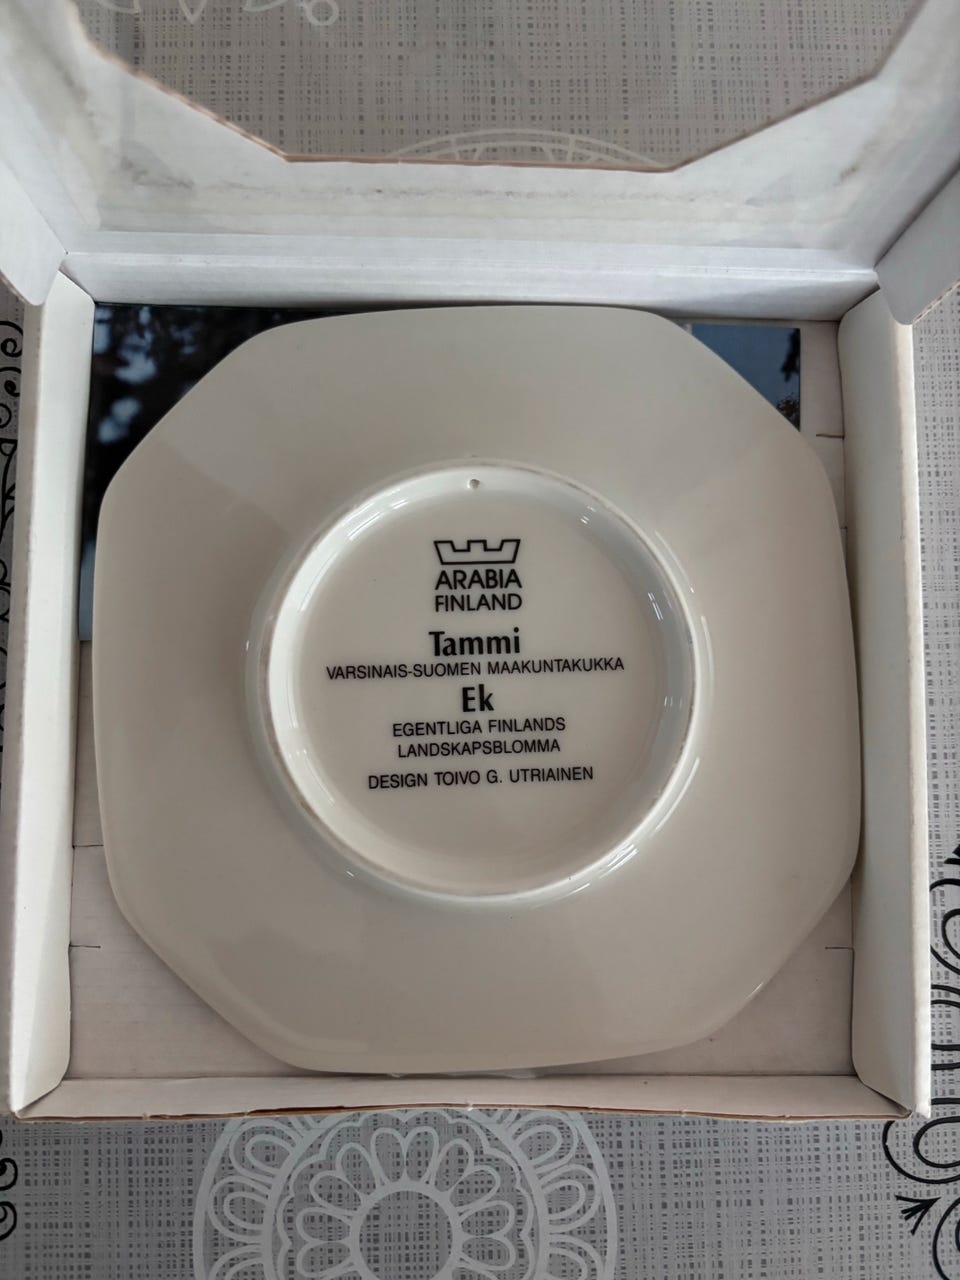 ARABIA
FINLAND
Tammi
VARSINAIS-SUOMEN MAAKUNTAKUKKA
Ek
EGENTLIGA FINLANDS
LANDSKAPSBLOMMA
DESIGN TOIVO G. UTRIAINEN